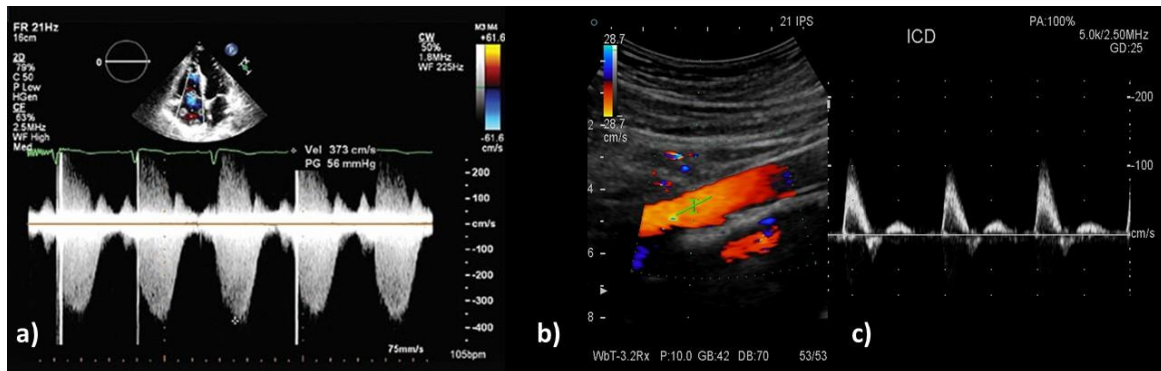 FR 21Hz
16cm
2D
79%
C 50
P Low
HGen
CF
63%
2.5MHz
WF High
Med
0
M3 M4
+61.6
CW
50%
1.8MHz
WF 225Hz
-61.6
cm/s
Vel 373 cm/s
PG 56 mmHg
200
100
cm/s
-100
-200
-300
-400
75mm/s
105bpm
a)
21 IPS
28.7
28.7
cm/s
2
4
6
8
b)
WbT-3.2Rx P:10.0 GB:42 DB:70 53/53
ICD
PA:100%
5.0k/2.50MHz
GD:25
-200
-100
cm/s
c)